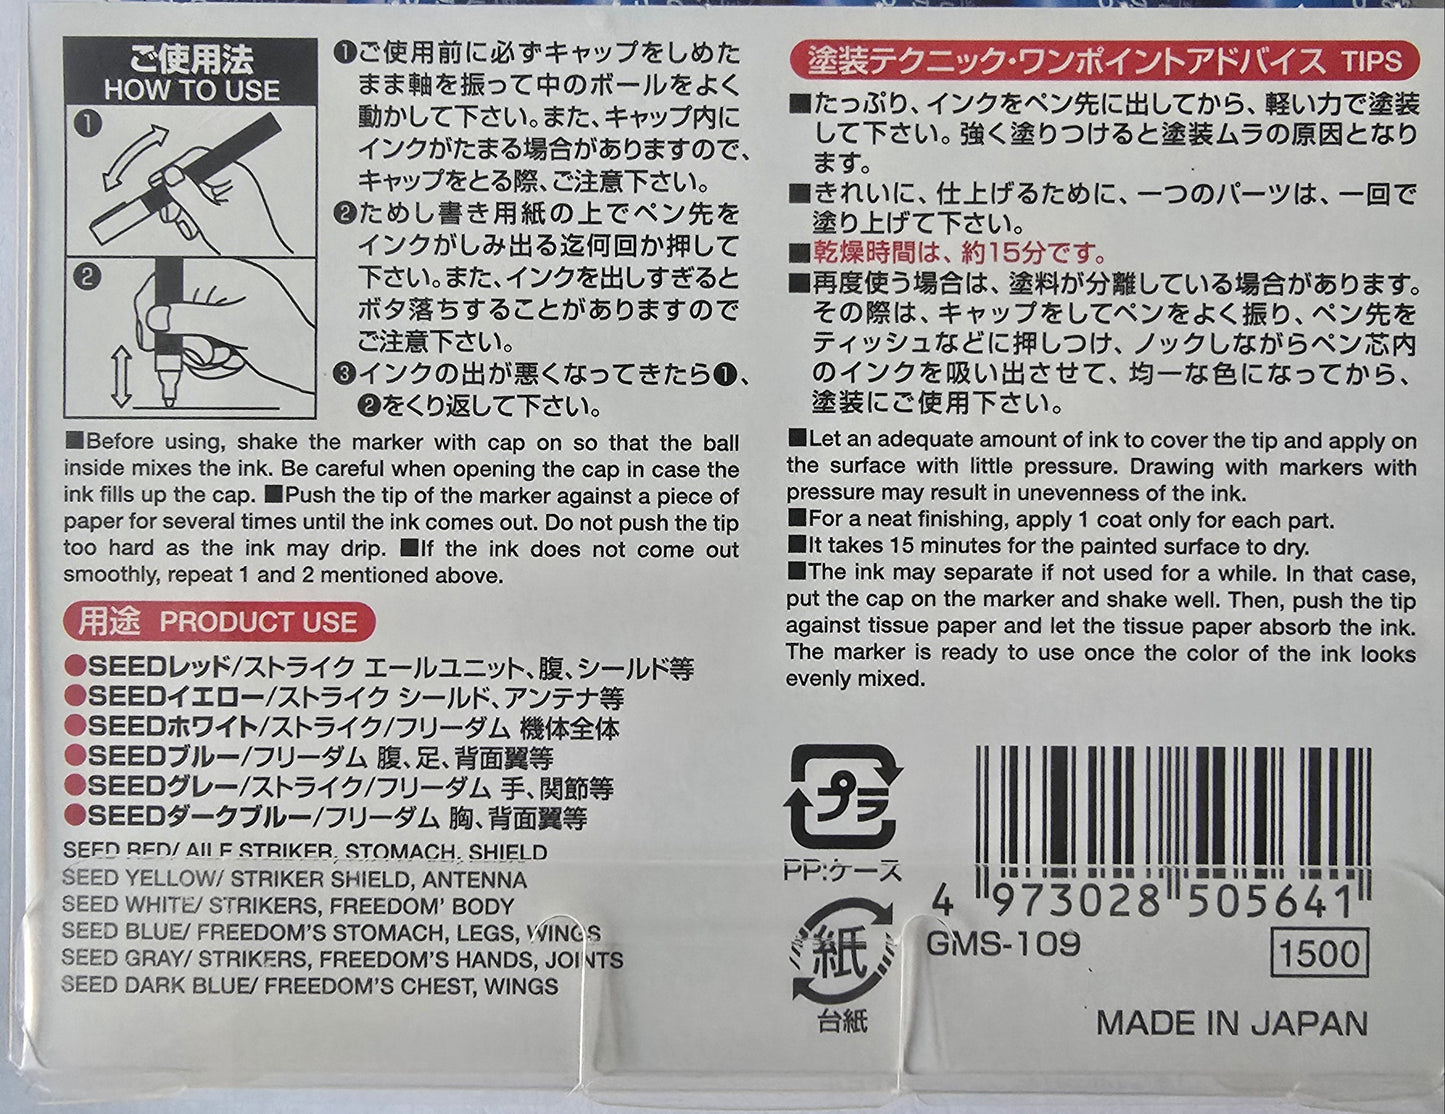 ご使用法
HOW TO USE
❶
❷
❶ご使用前に必ずキャップをしめた
まま軸を振って中のボールをよく
動かして下さい。また、キャップ内に
インクがたまる場合がありますので、
キャップをとる際、ご注意下さい。
❷ためし書き用紙の上でペン先を
インクがしみ出る迄何回か押して
下さい。また、インクを出しすぎると
ボタ落ちすることがありますので
ご注意下さい。
❸インクの出が悪くなってきたら❶、
❷をくり返して下さい。
■Before using, shake the marker with cap on so that the ball
inside mixes the ink. Be careful when opening the cap in case the
ink fills up the cap. ■Push the tip of the marker against a piece of
paper for several times until the ink comes out. Do not push the tip
too hard as the ink may drip. ■If the ink does not come out
smoothly, repeat 1 and 2 mentioned above.
用途 PRODUCT USE
●SEEDレッド/ストライク エールユニット、腹、シールド等
●SEEDイエロー/ストライク シールド、アンテナ等
●SEEDホワイト/ストライク/フリーダム 機体全体
●SEEDブルー/フリーダム 腹、足、背面翼等
●SEEDグレー/ストライク/フリーダム 手、関節等
●SEEDダークブルー/フリーダム 胸、背面翼等
SEED RED/ AILE STRIKER, STOMACH, SHIELD
SEED YELLOW/ STRIKER SHIELD, ANTENNA
SEED WHITE/ STRIKERS, FREEDOM' BODY
SEED BLUE/ FREEDOM'S STOMACH, LEGS, WINGS
SEED GRAY/ STRIKERS, FREEDOM'S HANDS, JOINTS
SEED DARK BLUE/ FREEDOM'S CHEST, WINGS
塗装テクニック・ワンポイントアドバイス TIPS
■たっぷり、インクをペン先に出してから、軽い力で塗装
して下さい。強く塗りつけると塗装ムラの原因となり
ます。
■きれいに、仕上げるために、一つのパーツは、一回で
塗り上げて下さい。
■乾燥時間は、約15分です。
■再度使う場合は、塗料が分離している場合があります。
その際は、キャップをしてペンをよく振り、ペン先を
ティッシュなどに押しつけ、ノックしながらペン芯内
のインクを吸い出させて、均一な色になってから、
塗装にご使用下さい。
■Let an adequate amount of ink to cover the tip and apply on
the surface with little pressure. Drawing with markers with
pressure may result in unevenness of the ink.
■For a neat finishing, apply 1 coat only for each part.
■It takes 15 minutes for the painted surface to dry.
■The ink may separate if not used for a while. In that case,
put the cap on the marker and shake well. Then, push the tip
against tissue paper and let the tissue paper absorb the ink.
The marker is ready to use once the color of the ink looks
evenly mixed.
プラ
PP:ケース
紙
台紙
4 973028 505641
GMS-109
1500
MADE IN JAPAN